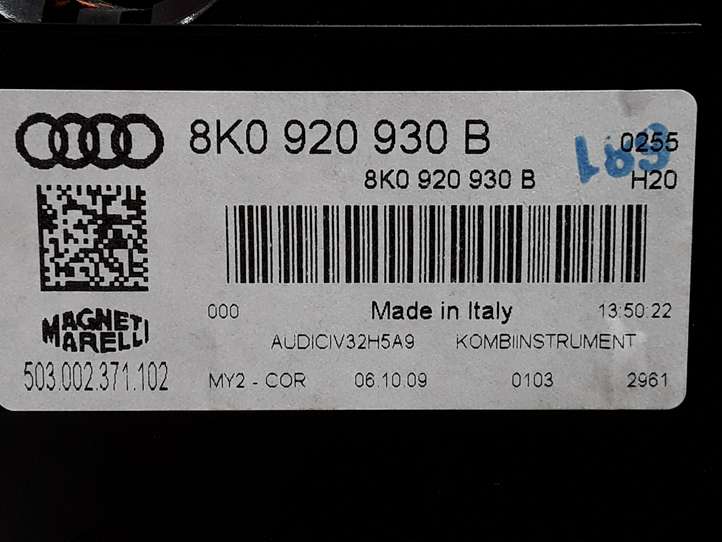 8K0 920 930 B 0255
8K0 920 930 B H20
000 Made in Italy 13:50:22
MAGNETI
MARELLI
AUDICIV32H5A9 KOMBIINSTRUMENT
503.002.371.102
MY2 - COR 06.10.09 0103 2961